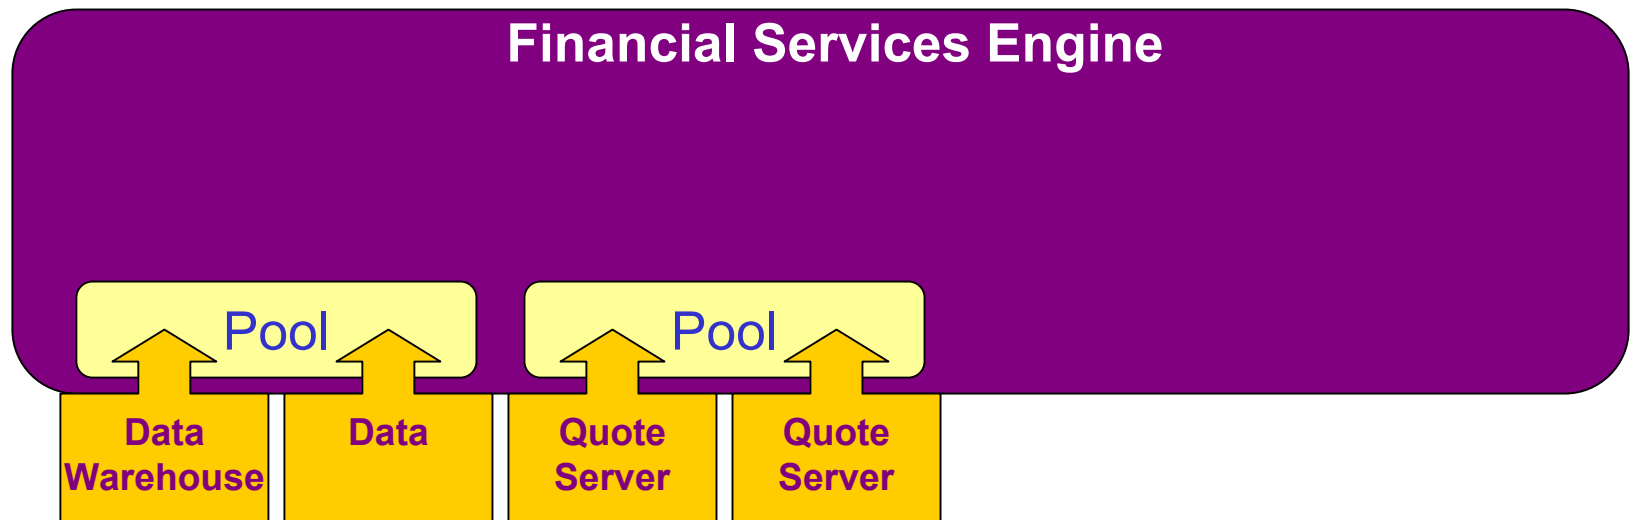 Financial Services Engine
Pool
Pool
Data
Warehouse
Data
Quote
Server
Quote
Server